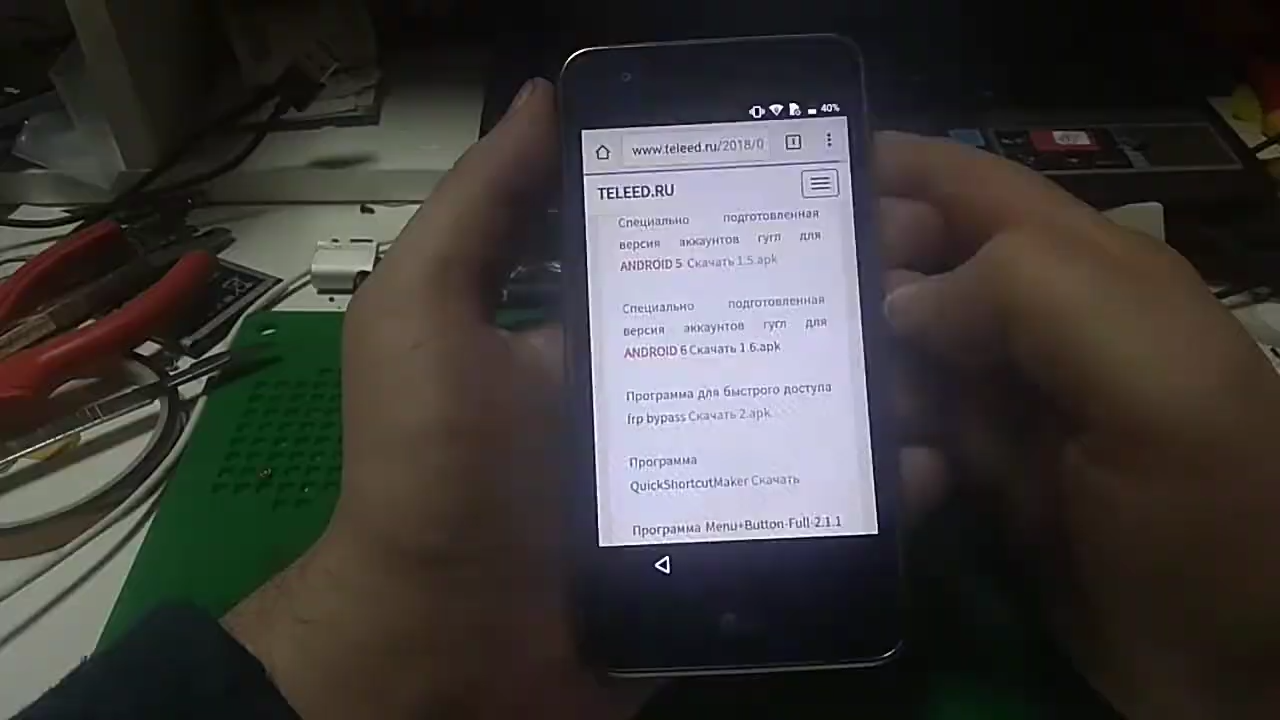 40%
www.teleed.ru/2018/0
TELEED.RU
Специально подготовленная
версия аккаунтов гугл для
ANDROID 5 Скачать 1.5.apk
Специально подготовленная
версия аккаунтов гугл для
ANDROID 6 Скачать 1.6.apk
Программа для быстрого доступа
frp bypass Скачать 2.apk
Программа
QuickShortcutMaker Скачать
Программа Menu+Button-Full-2.1.1